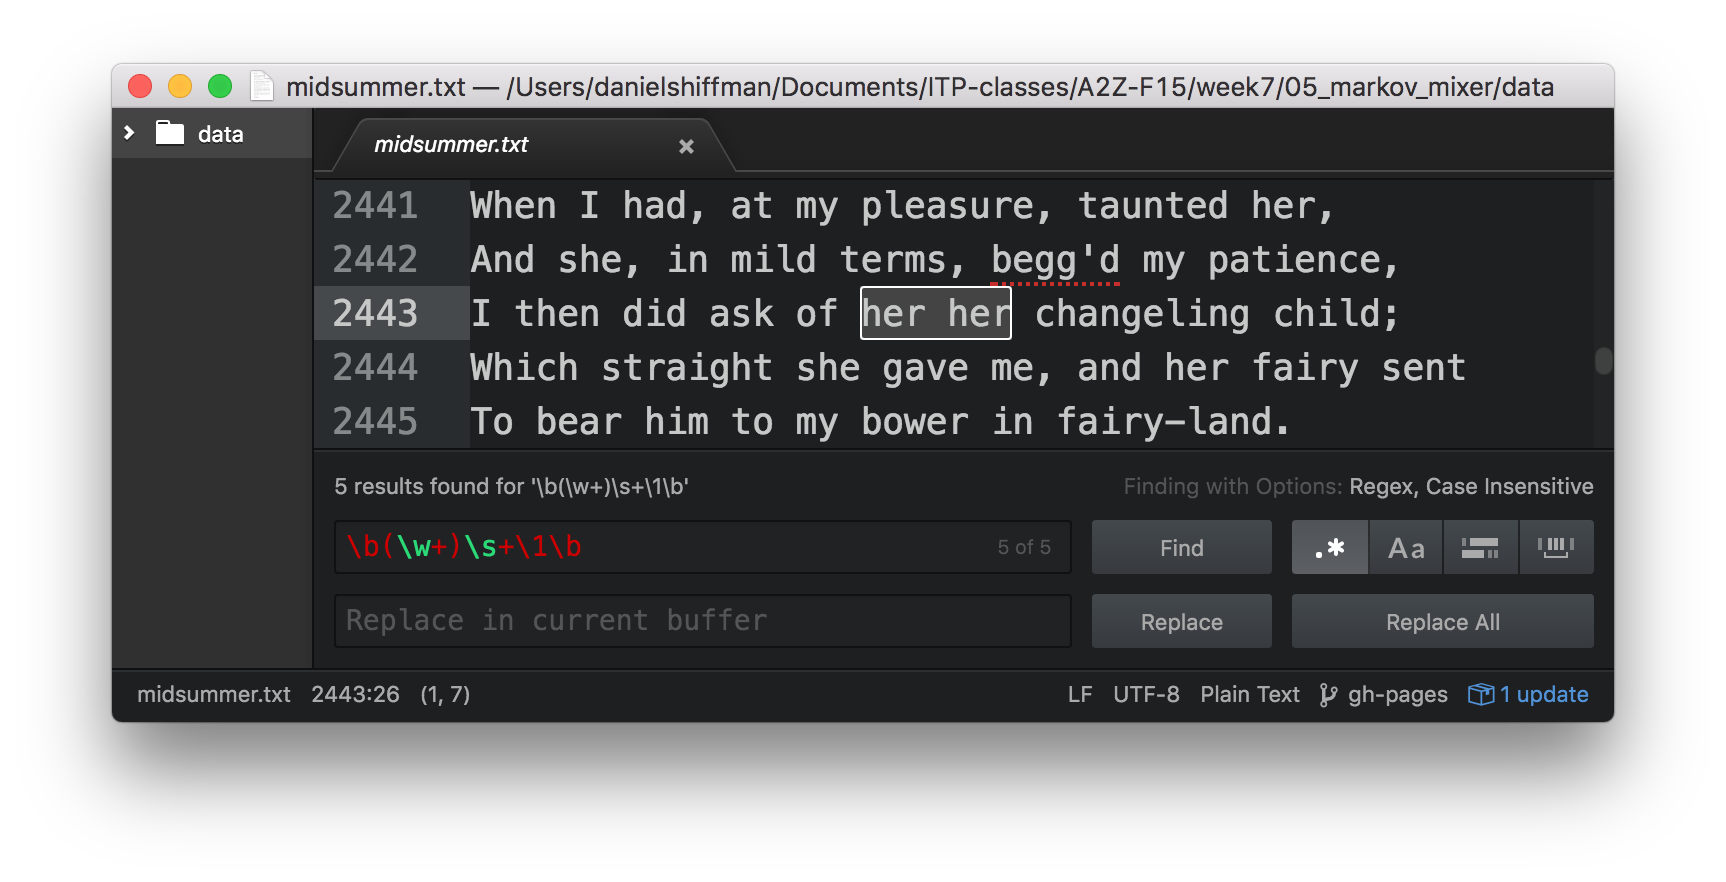 midsummer.txt — /Users/danielshiffman/Documents/ITP-classes/A2Z-F15/week7/05_markov_mixer/data
data
midsummer.txt
2441 When I had, at my pleasure, taunted her,
2442 And she, in mild terms, begg'd my patience,
2443 I then did ask of her her changeling child;
2444 Which straight she gave me, and her fairy sent
2445 To bear him to my bower in fairy-land.
5 results found for '\b(\w+)\s+\1\b' Finding with Options: Regex, Case Insensitive
\b(\w+)\s+\1\b 5 of 5 Find .* Aa
Replace in current buffer Replace Replace All
midsummer.txt 2443:26 (1, 7) LF UTF-8 Plain Text gh-pages 1 update